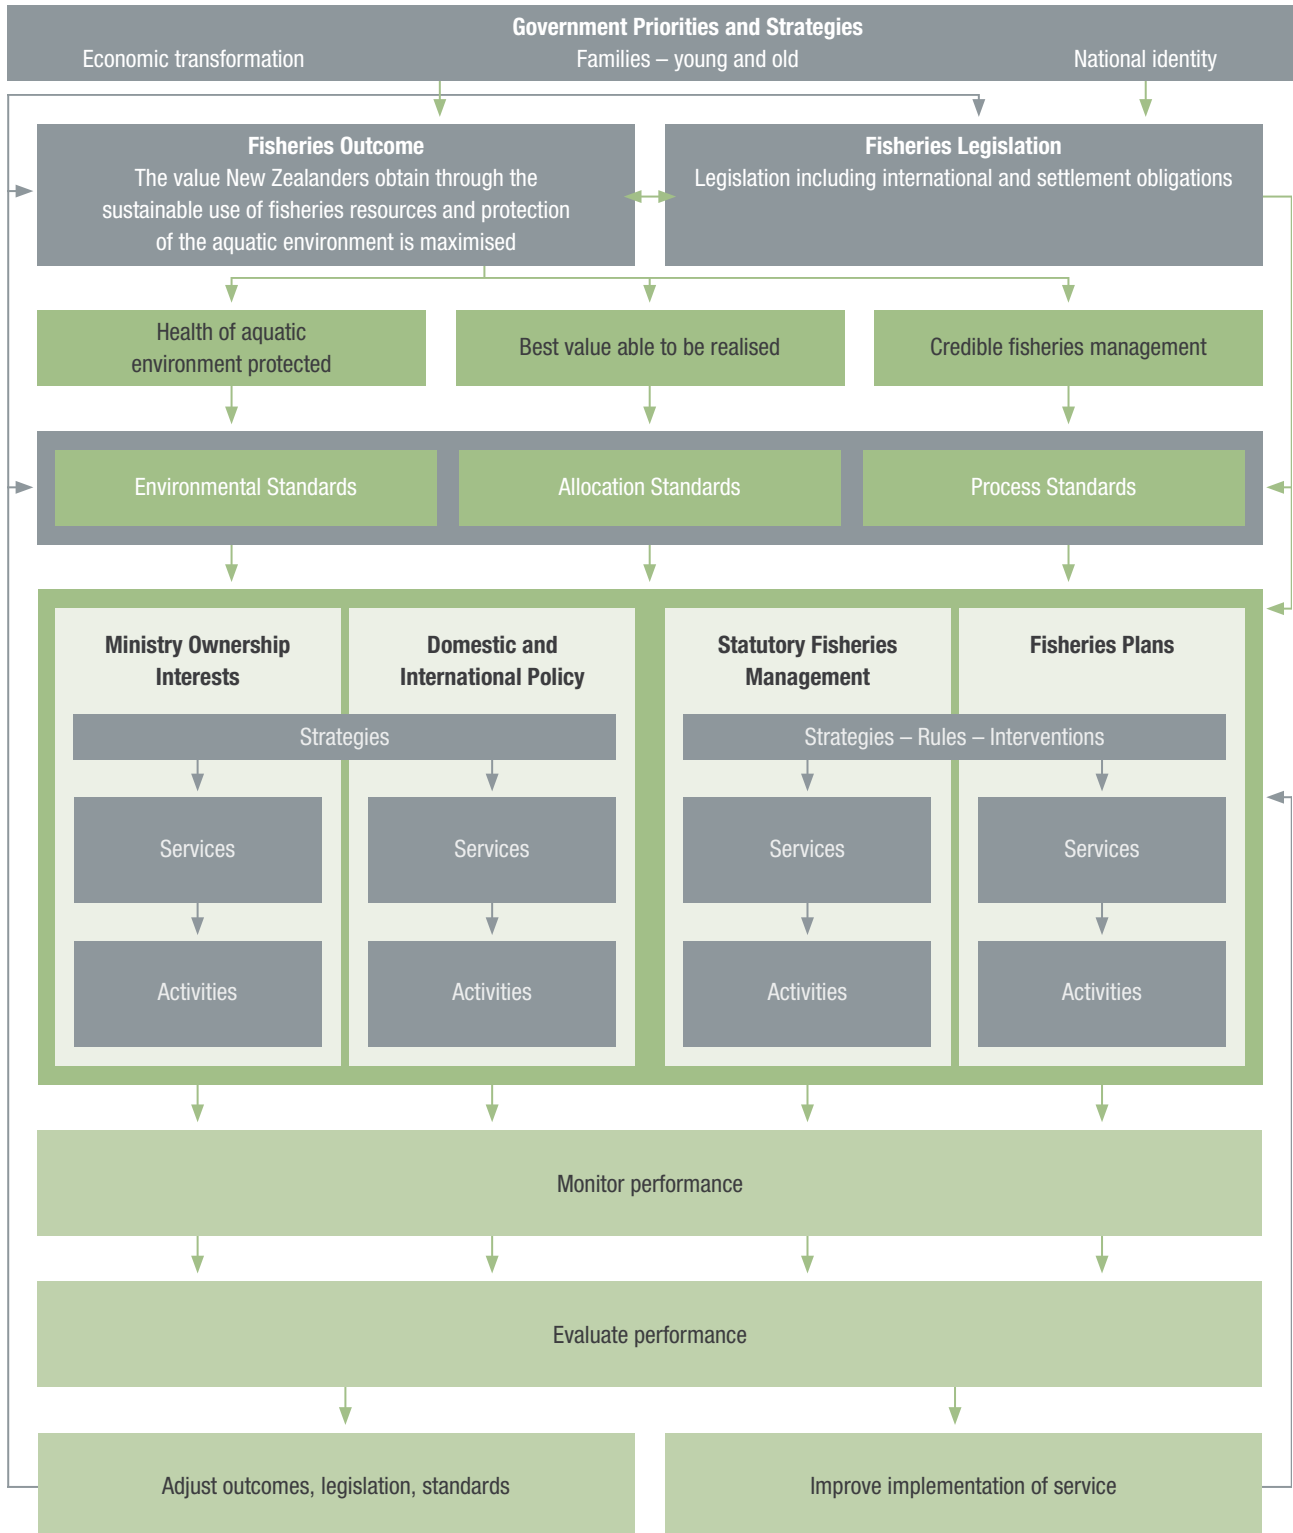 Government Priorities and Strategies
Economic transformation
Families – young and old
National identity
Fisheries Outcome
The value New Zealanders obtain through the
sustainable use of fisheries resources and protection
of the aquatic environment is maximised
Fisheries Legislation
Legislation including international and settlement obligations
Health of aquatic
environment protected
Best value able to be realised
Credible fisheries management
Environmental Standards
Allocation Standards
Process Standards
Ministry Ownership
Interests
Domestic and
International Policy
Statutory Fisheries
Management
Fisheries Plans
Strategies
Strategies – Rules – Interventions
Services
Services
Services
Services
Activities
Activities
Activities
Activities
Monitor performance
Evaluate performance
Adjust outcomes, legislation, standards
Improve implementation of service